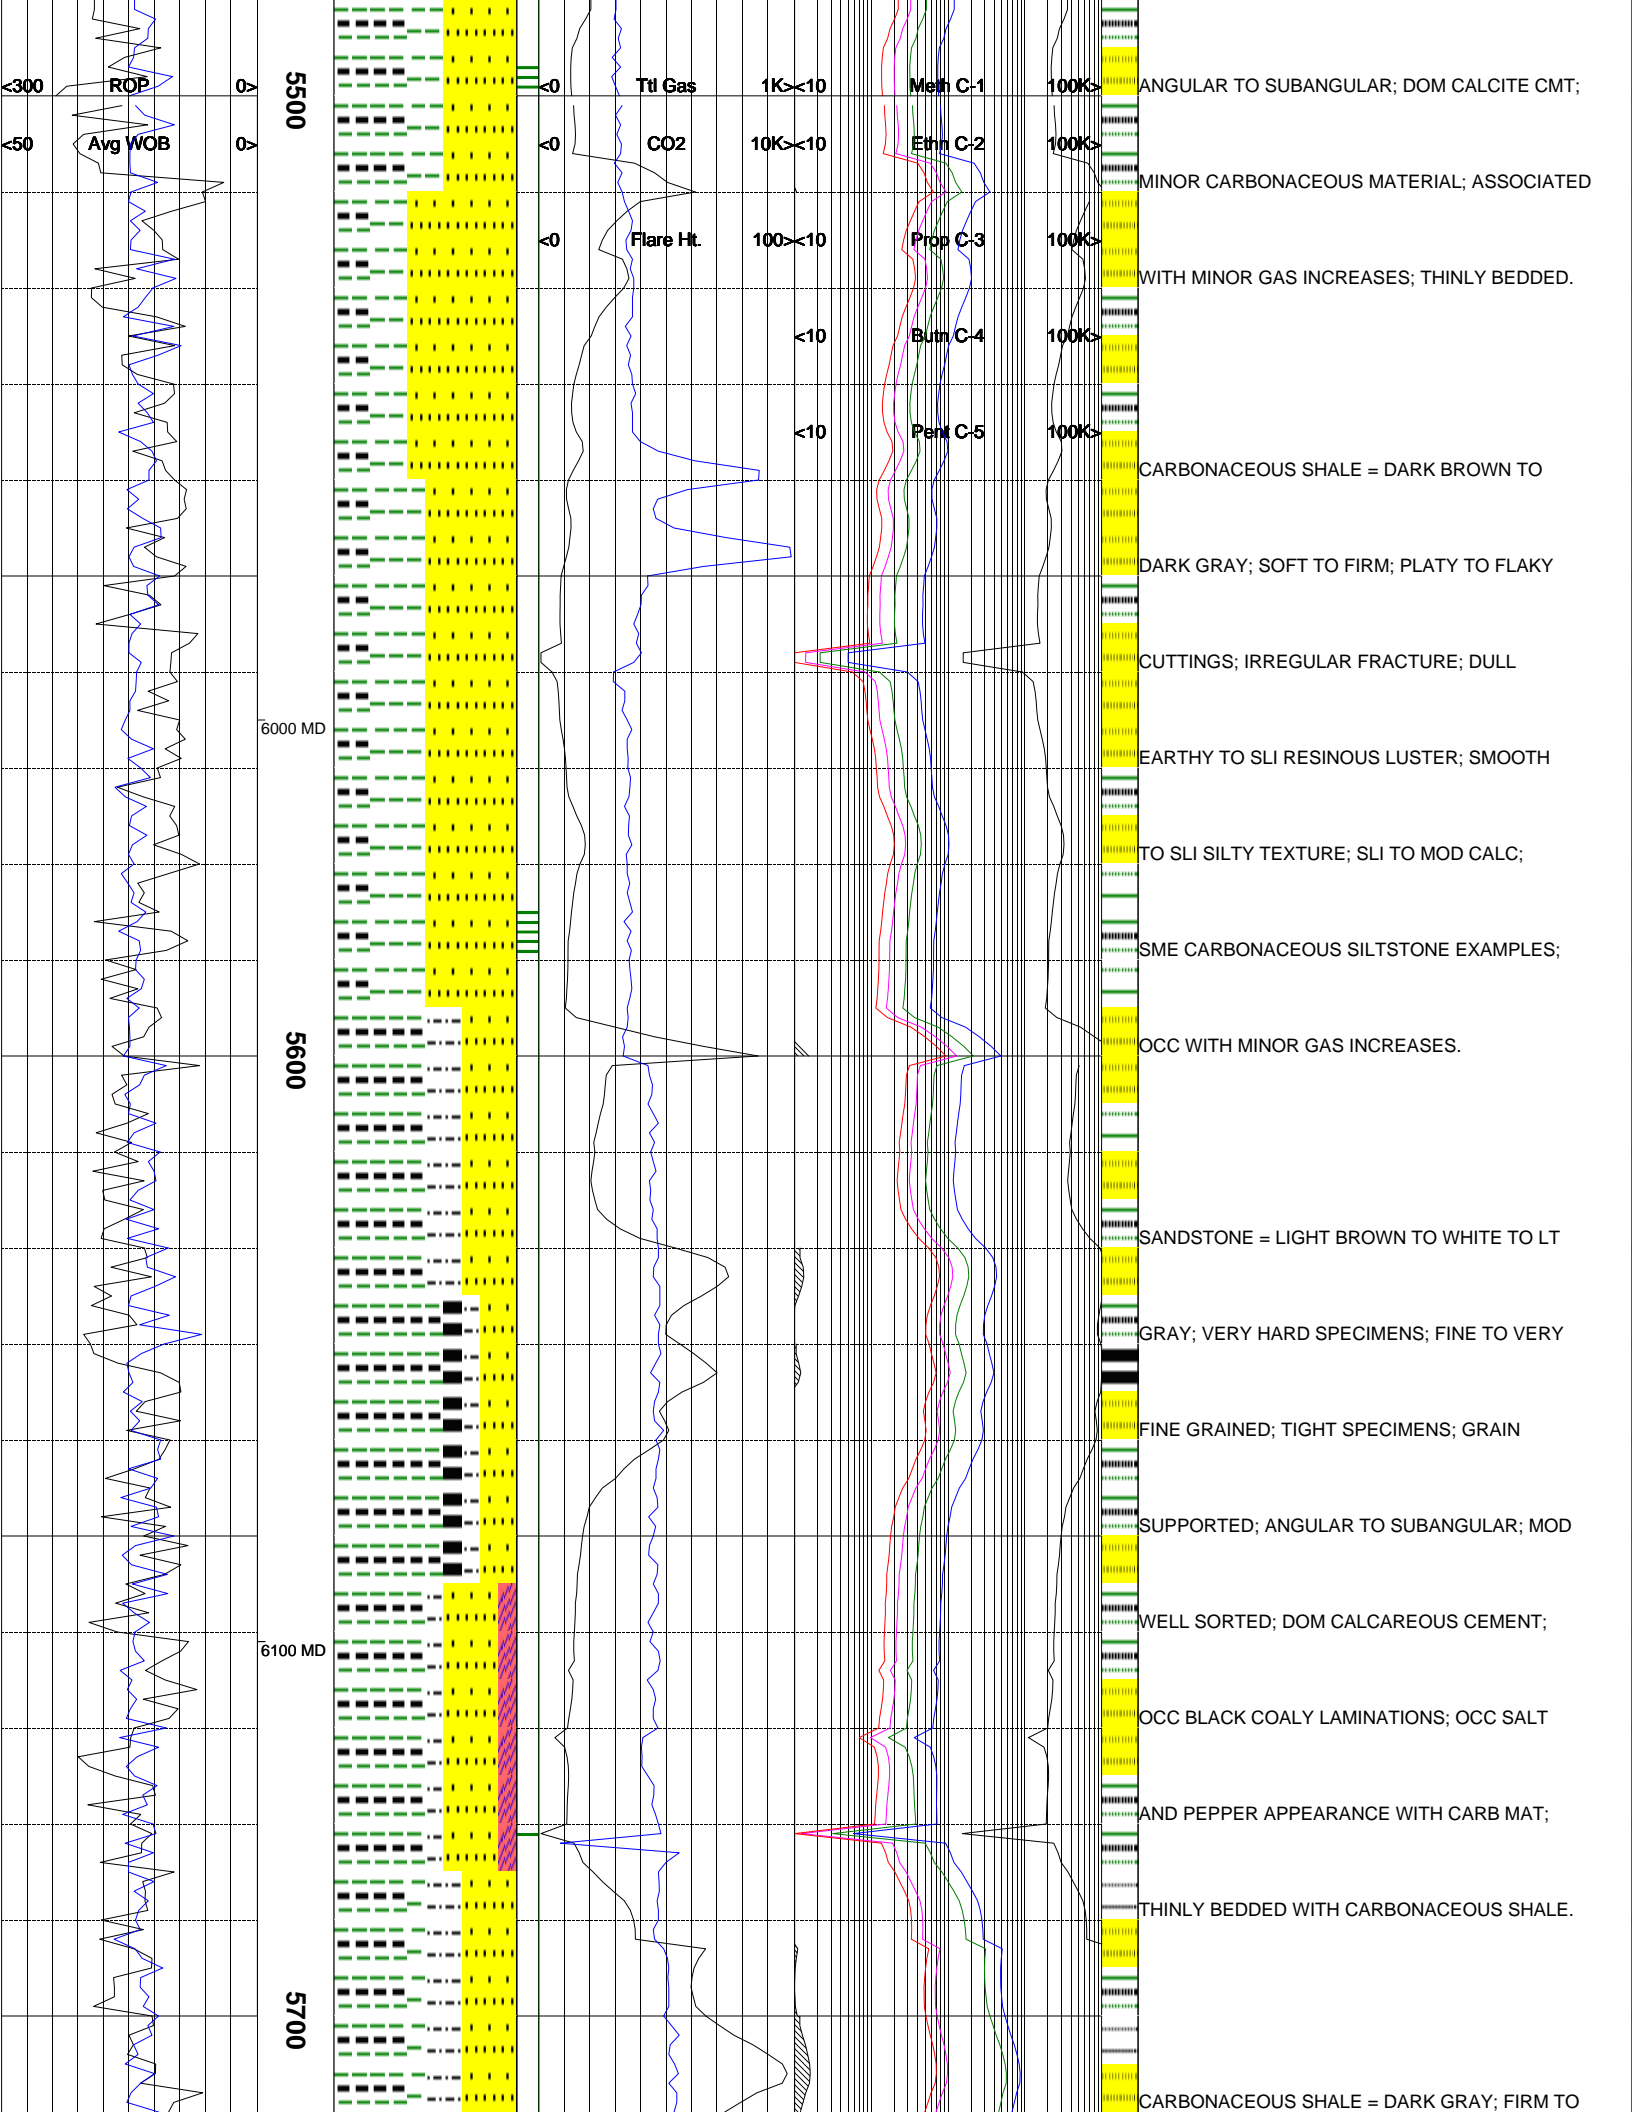 <300 ROP 0> 5500 <0 Ttl Gas 1K><10 Meth C-1 100K> ANGULAR TO SUBANGULAR; DOM CALCITE CMT;
<50 Avg WOB 0> <0 CO2 10K><10 Ethn C-2 100K>
MINOR CARBONACEOUS MATERIAL; ASSOCIATED
<0 Flare Ht. 100><10 Prop C-3 100K>
WITH MINOR GAS INCREASES; THINLY BEDDED.
<10 Butn C-4 100K>
<10 Pent C-5 100K>
CARBONACEOUS SHALE = DARK BROWN TO
DARK GRAY; SOFT TO FIRM; PLATY TO FLAKY
CUTTINGS; IRREGULAR FRACTURE; DULL
6000 MD
EARTHY TO SLI RESINOUS LUSTER; SMOOTH
TO SLI SILTY TEXTURE; SLI TO MOD CALC;
SME CARBONACEOUS SILTSTONE EXAMPLES;
5600 OCC WITH MINOR GAS INCREASES.
SANDSTONE = LIGHT BROWN TO WHITE TO LT
GRAY; VERY HARD SPECIMENS; FINE TO VERY
FINE GRAINED; TIGHT SPECIMENS; GRAIN
SUPPORTED; ANGULAR TO SUBANGULAR; MOD
WELL SORTED; DOM CALCAREOUS CEMENT;
6100 MD
OCC BLACK COALY LAMINATIONS; OCC SALT
AND PEPPER APPEARANCE WITH CARB MAT;
THINLY BEDDED WITH CARBONACEOUS SHALE.
5700
CARBONACEOUS SHALE = DARK GRAY; FIRM TO